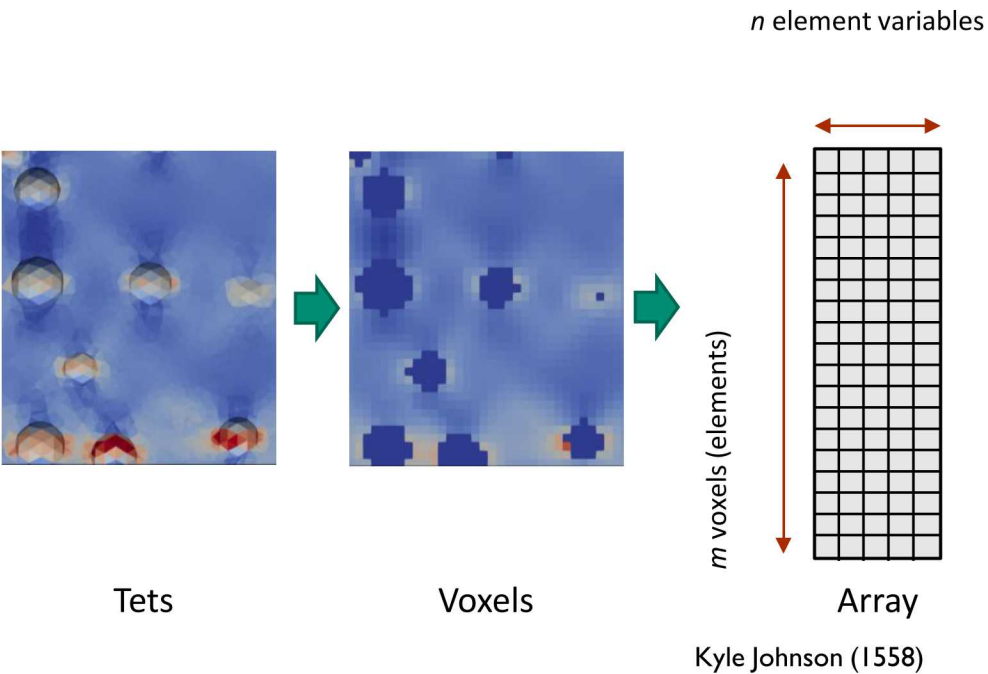 n element variables
m voxels (elements)
Tets
Voxels
Array
Kyle Johnson (1558)